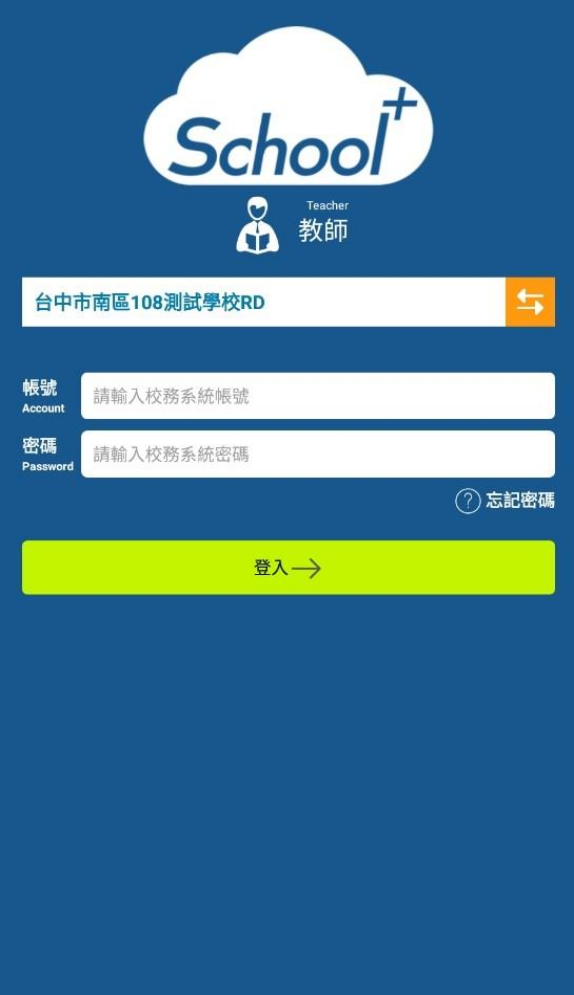 School+
Teacher
教師
台中市南區108測試學校RD
帳號
Account
請輸入校務系統帳號
密碼
Password
請輸入校務系統密碼
? 忘記密碼
登入→